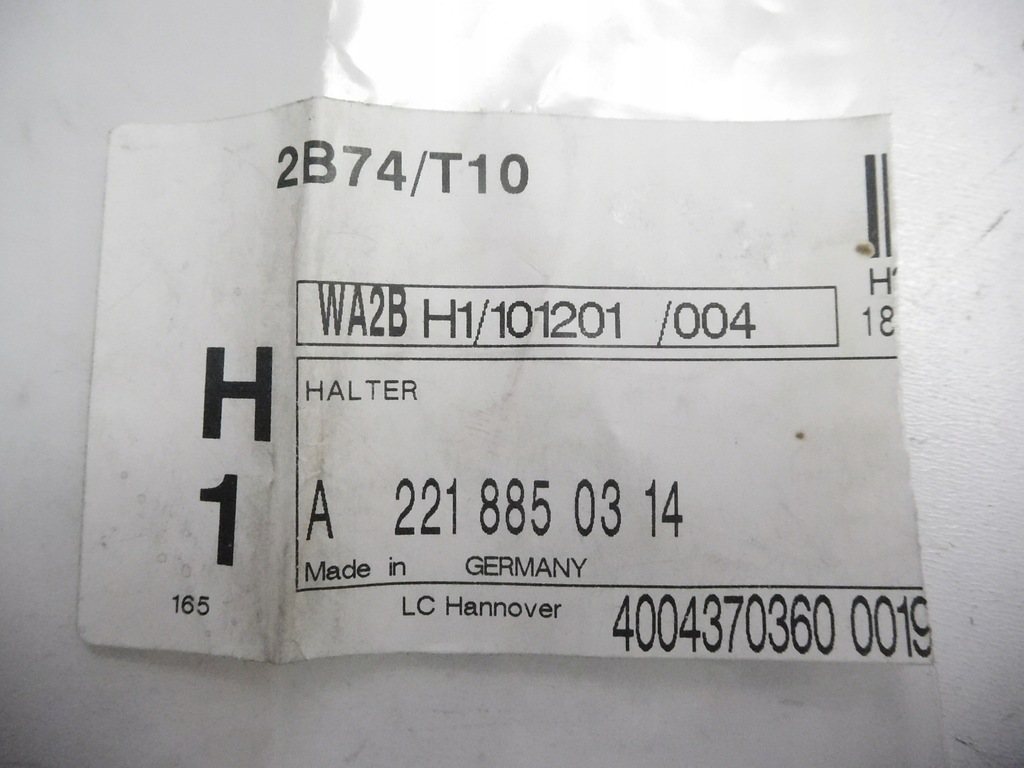 2B74/T10
WA2B H1/101201 /004
18
H
1
HALTER
A 221 885 03 14
Made in GERMANY
165
LC Hannover
4004370360 0019